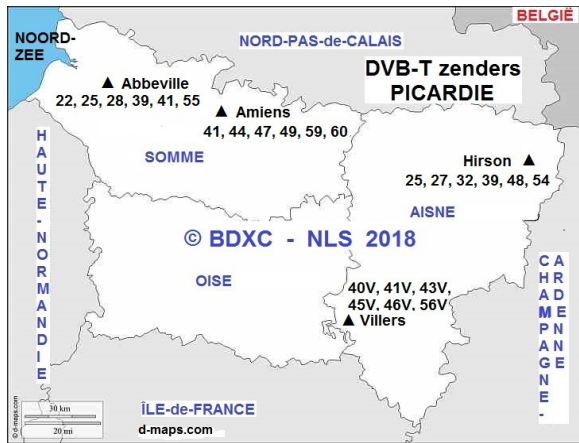 BELGIË
NOORD-
ZEE
NORD-PAS-de-CALAIS
DVB-T zenders
PICARDIE
Abbeville
22, 25, 28, 39, 41, 55
Amiens
41, 44, 47, 49, 59, 60
SOMME
Hirson
25, 27, 32, 39, 48, 54
AISNE
HAUTE-NORMANDIE
© BDXC - NLS 2018
OISE
40V, 41V, 43V,
45V, 46V, 56V
Villers
CHAMPAGNE-
ARDENNE
30 km
20 mi
ÎLE-de-FRANCE
d-maps.com
© d-maps.com